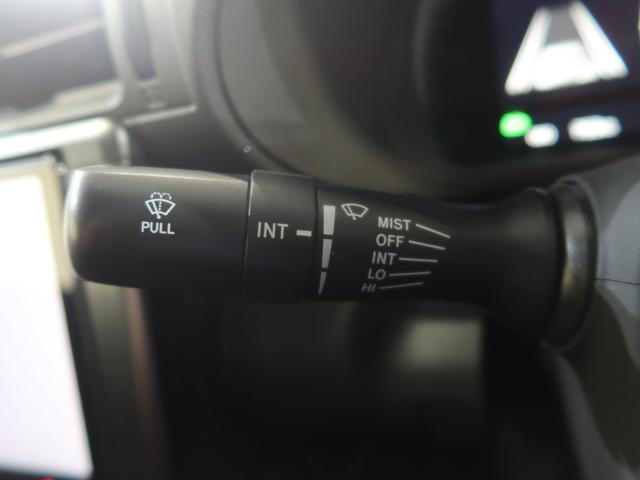 PULL
INT
MIST
OFF
INT
LO
HI